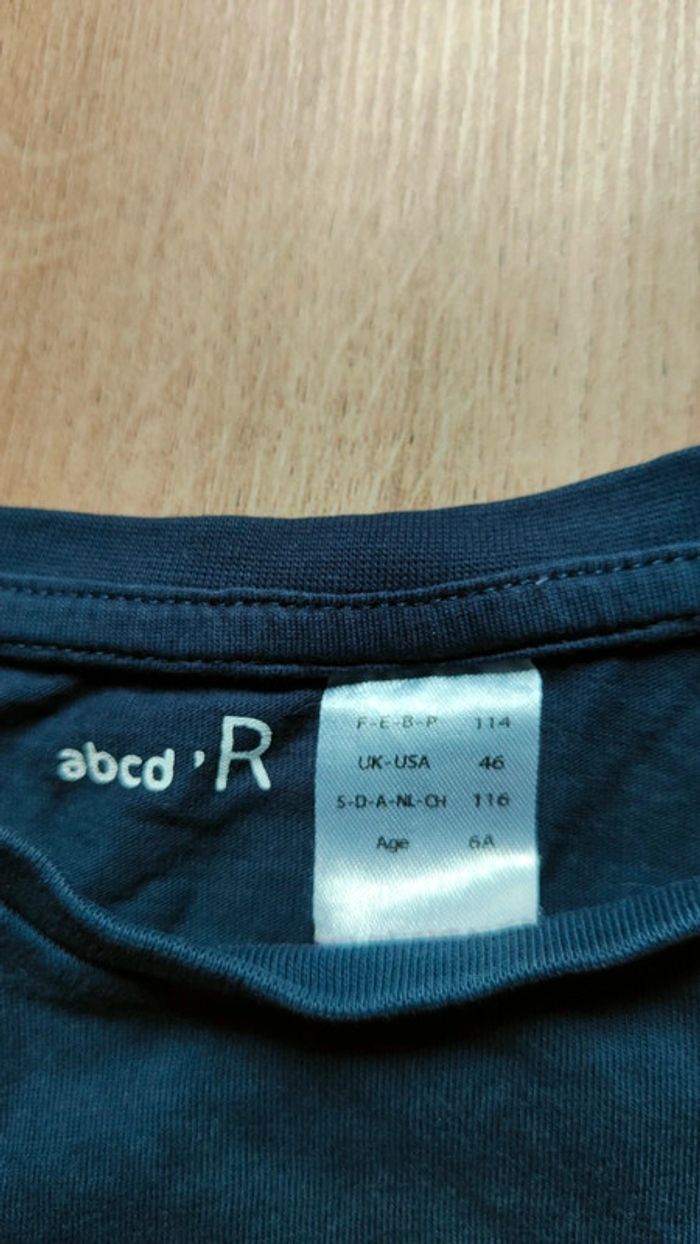 abcd'R
F-E-B-P 114
UK-USA 46
S-D-A-NL-CH 116
Age 6A